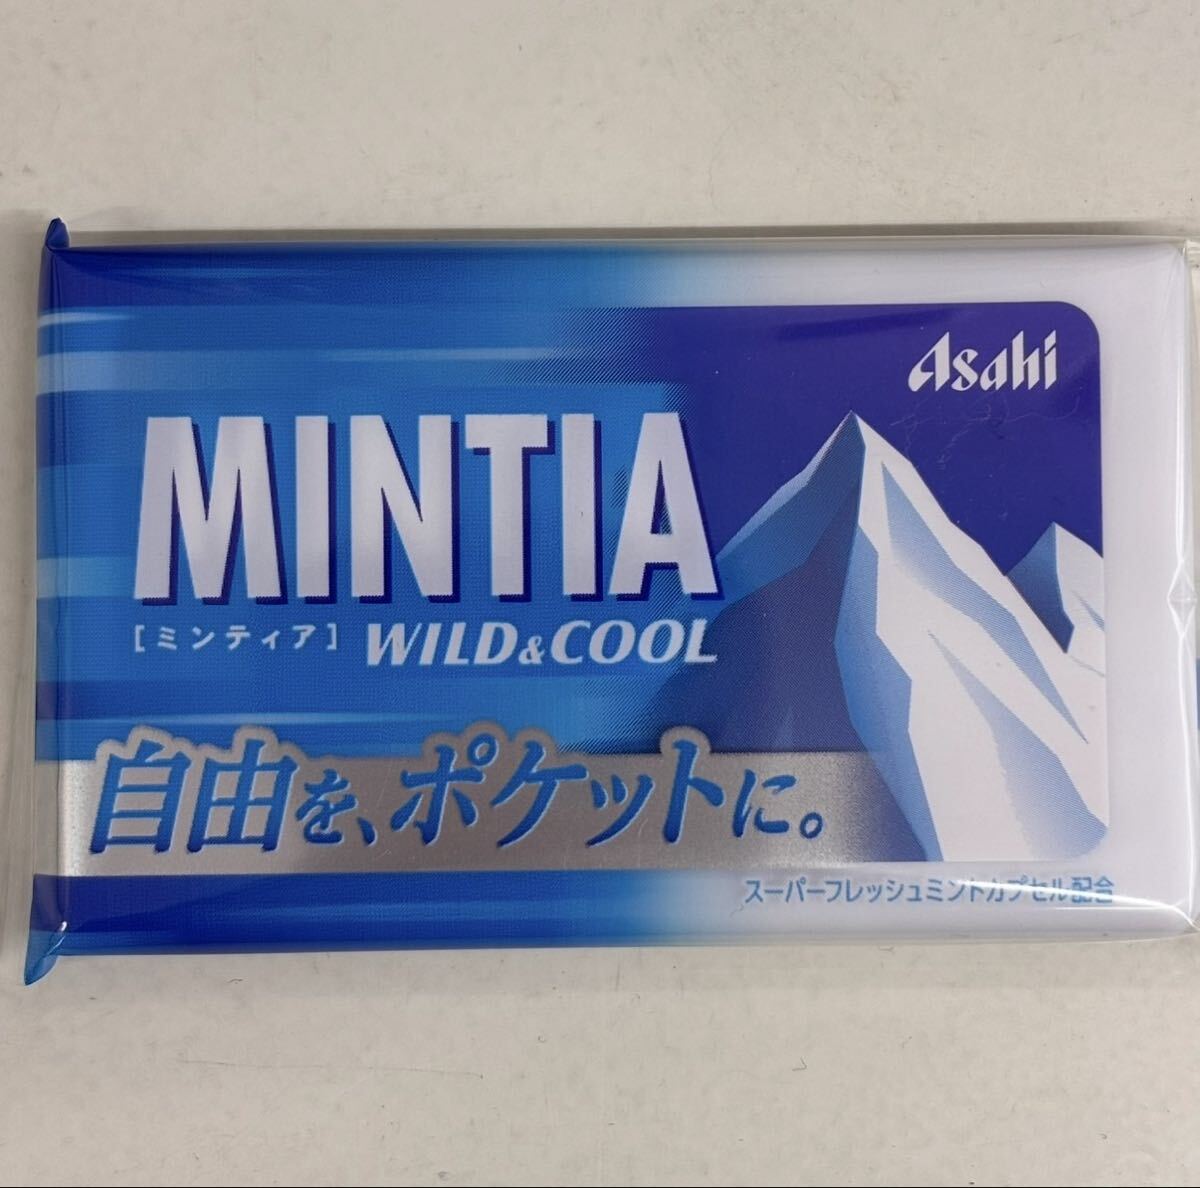 Asahi
MINTIA
[ミンティア] WILD&COOL
自由を、ポケットに。
スーパーフレッシュミントカプセル配合